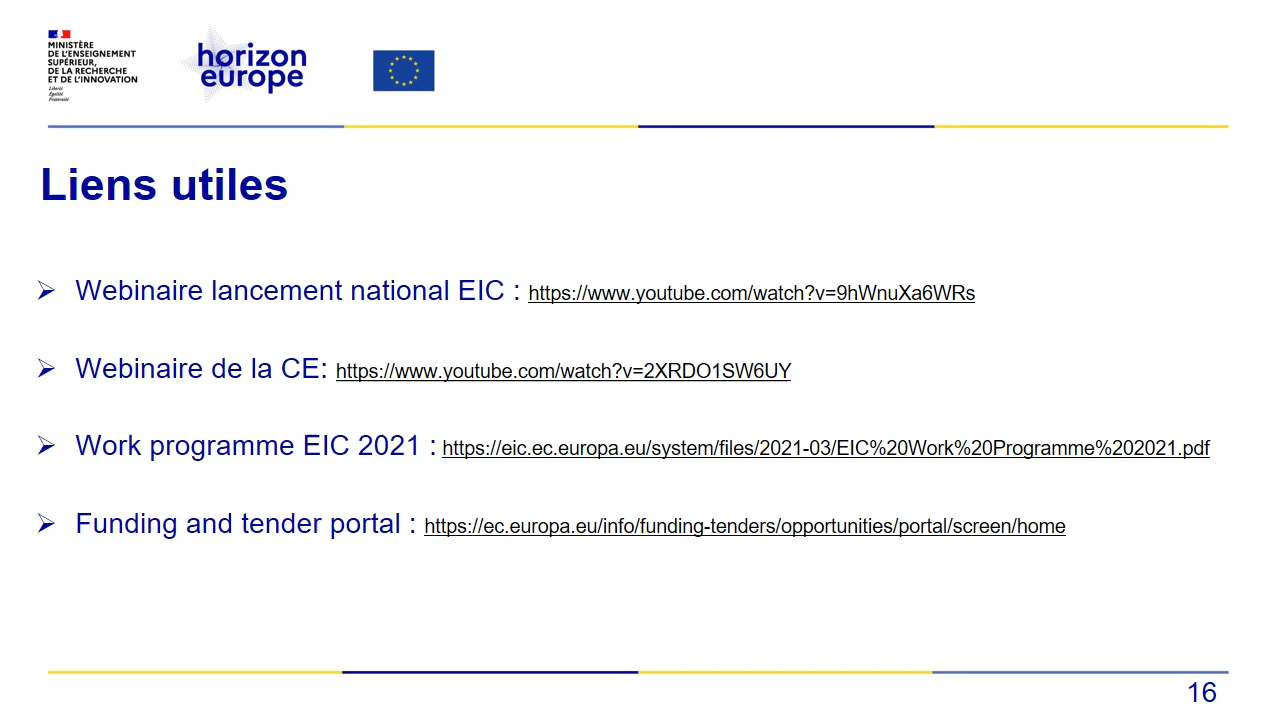 MINISTÈRE
DE L'ENSEIGNEMENT
SUPÉRIEUR,
DE LA RECHERCHE
ET DE L'INNOVATION
Liberté
Égalité
Fraternité
horizon
europe
Liens utiles
Webinaire lancement national EIC : https://www.youtube.com/watch?v=9hWnuXa6WRs
Webinaire de la CE: https://www.youtube.com/watch?v=2XRDO1SW6UY
Work programme EIC 2021 : https://eic.ec.europa.eu/system/files/2021-03/EIC%20Work%20Programme%202021.pdf
Funding and tender portal : https://ec.europa.eu/info/funding-tenders/opportunities/portal/screen/home
16